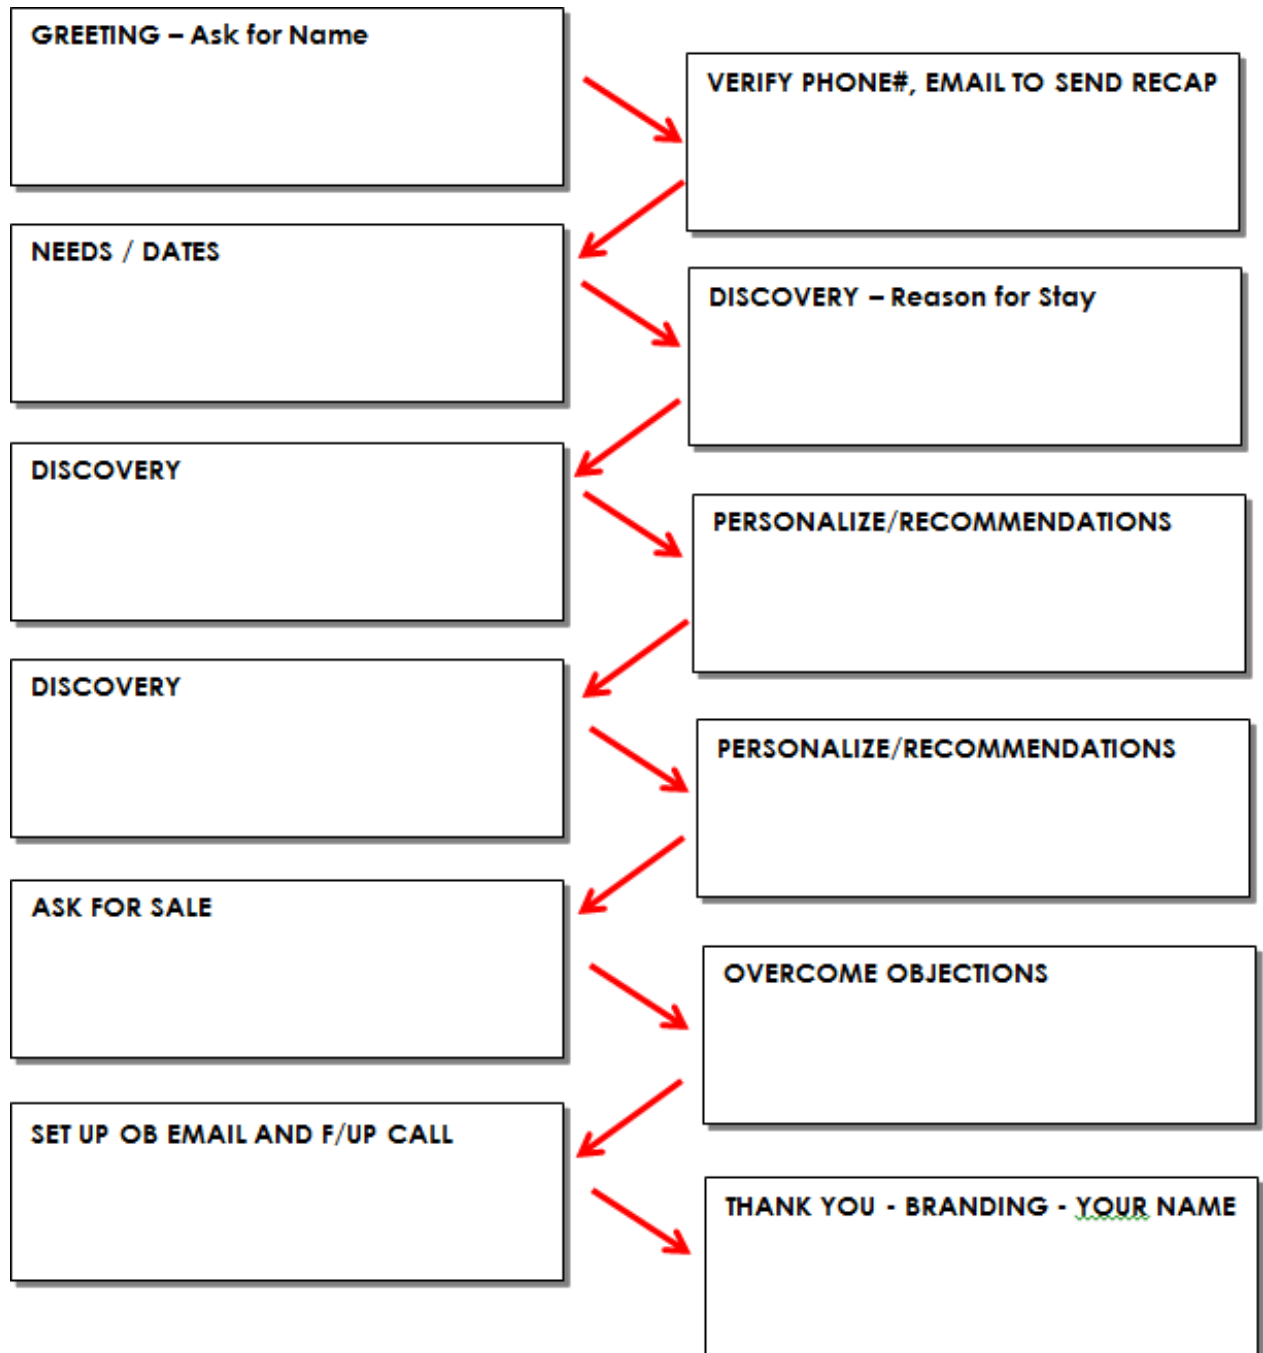 GREETING – Ask for Name
VERIFY PHONE#, EMAIL TO SEND RECAP
NEEDS / DATES
DISCOVERY – Reason for Stay
DISCOVERY
PERSONALIZE/RECOMMENDATIONS
DISCOVERY
PERSONALIZE/RECOMMENDATIONS
ASK FOR SALE
OVERCOME OBJECTIONS
SET UP OB EMAIL AND F/UP CALL
THANK YOU - BRANDING - YOUR NAME